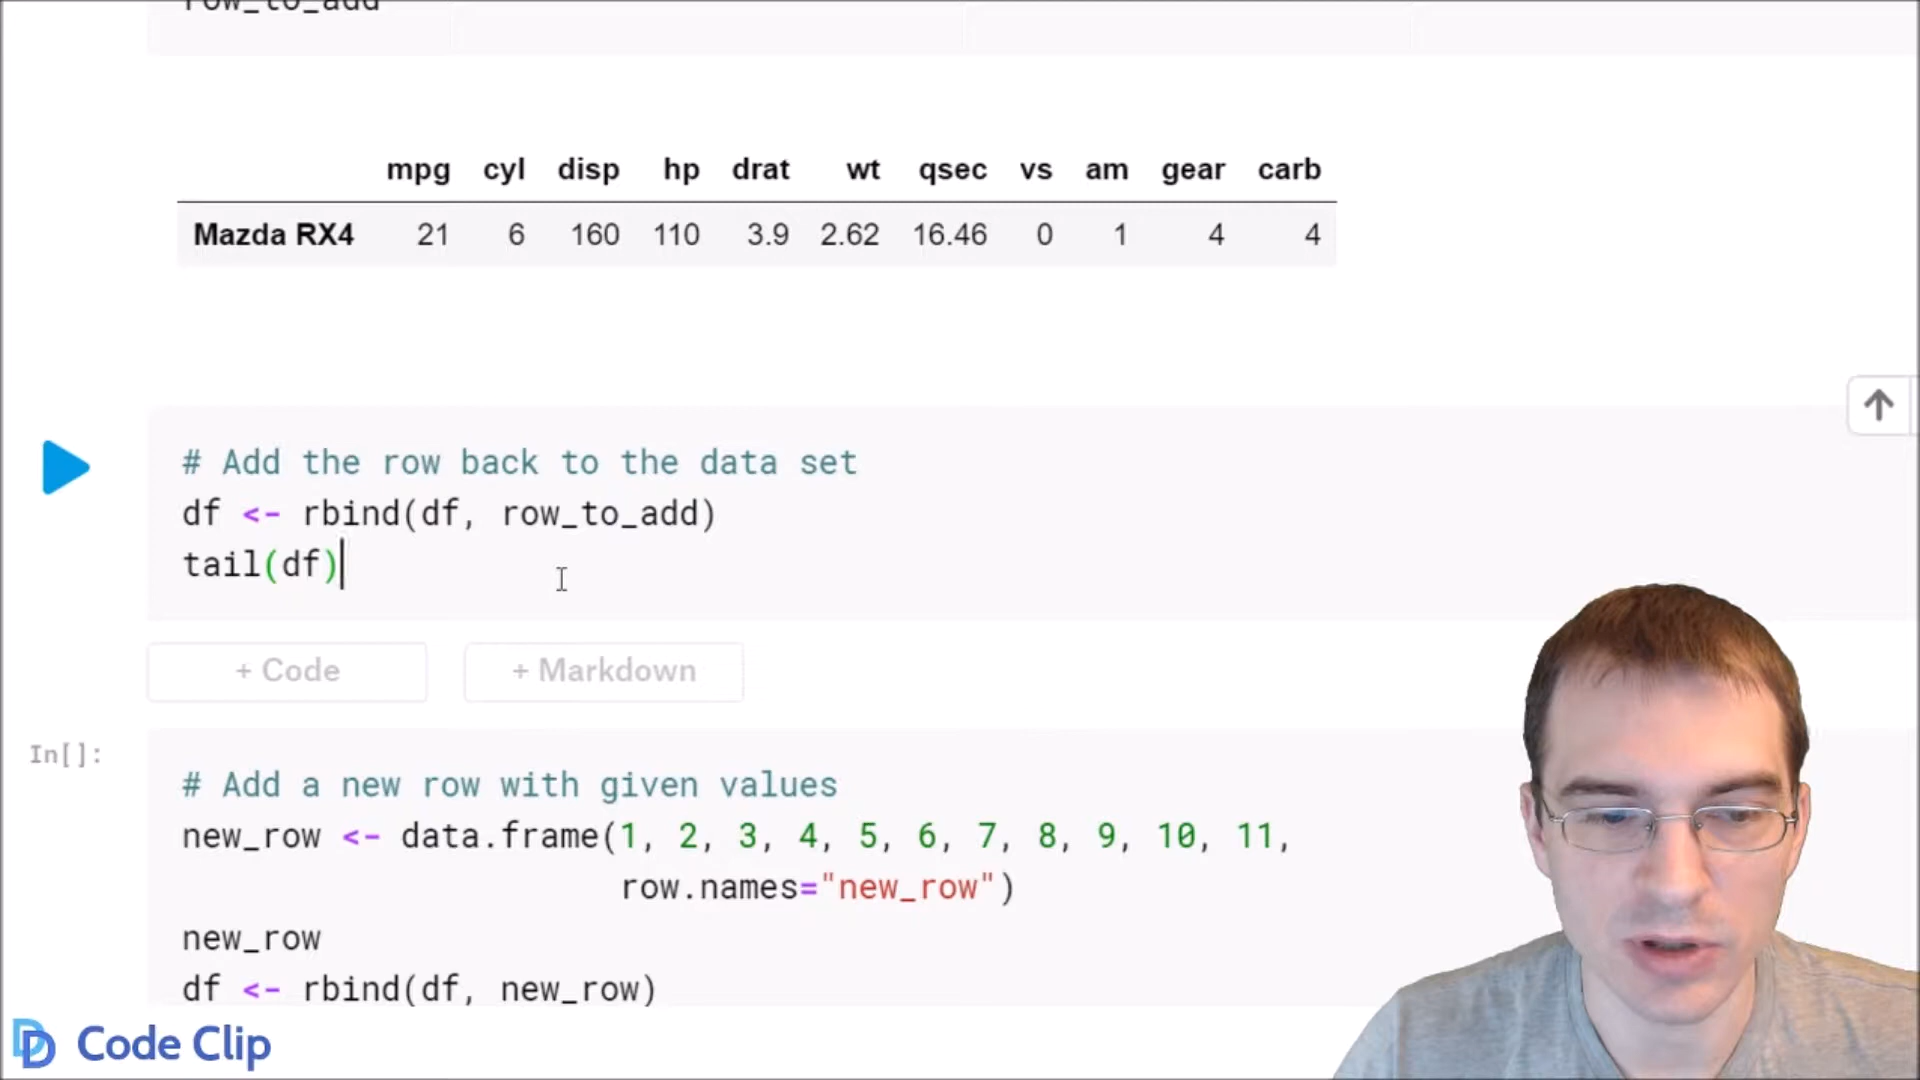 row_to_add
mpg cyl disp hp drat wt qsec vs am gear carb
Mazda RX4 21 6 160 110 3.9 2.62 16.46 0 1 4 4
# Add the row back to the data set
df <- rbind(df, row_to_add)
tail(df)
+ Code + Markdown
In[]:
# Add a new row with given values
new_row <- data.frame(1, 2, 3, 4, 5, 6, 7, 8, 9, 10, 11,
row.names="new_row")
new_row
df <- rbind(df, new_row)
Code Clip